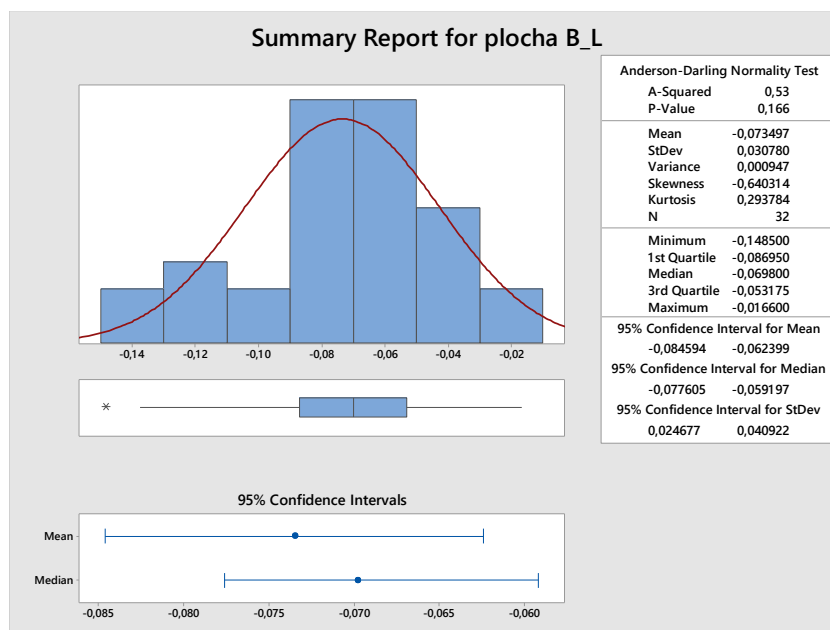 Summary Report for plocha B_L
-0,14 -0,12 -0,10 -0,08 -0,06 -0,04 -0,02
*
95% Confidence Intervals
Mean
Median
-0,085 -0,080 -0,075 -0,070 -0,065 -0,060
Anderson-Darling Normality Test
A-Squared 0,53
P-Value 0,166
Mean -0,073497
StDev 0,030780
Variance 0,000947
Skewness -0,640314
Kurtosis 0,293784
N 32
Minimum -0,148500
1st Quartile -0,086950
Median -0,069800
3rd Quartile -0,053175
Maximum -0,016600
95% Confidence Interval for Mean
-0,084594 -0,062399
95% Confidence Interval for Median
-0,077605 -0,059197
95% Confidence Interval for StDev
0,024677 0,040922